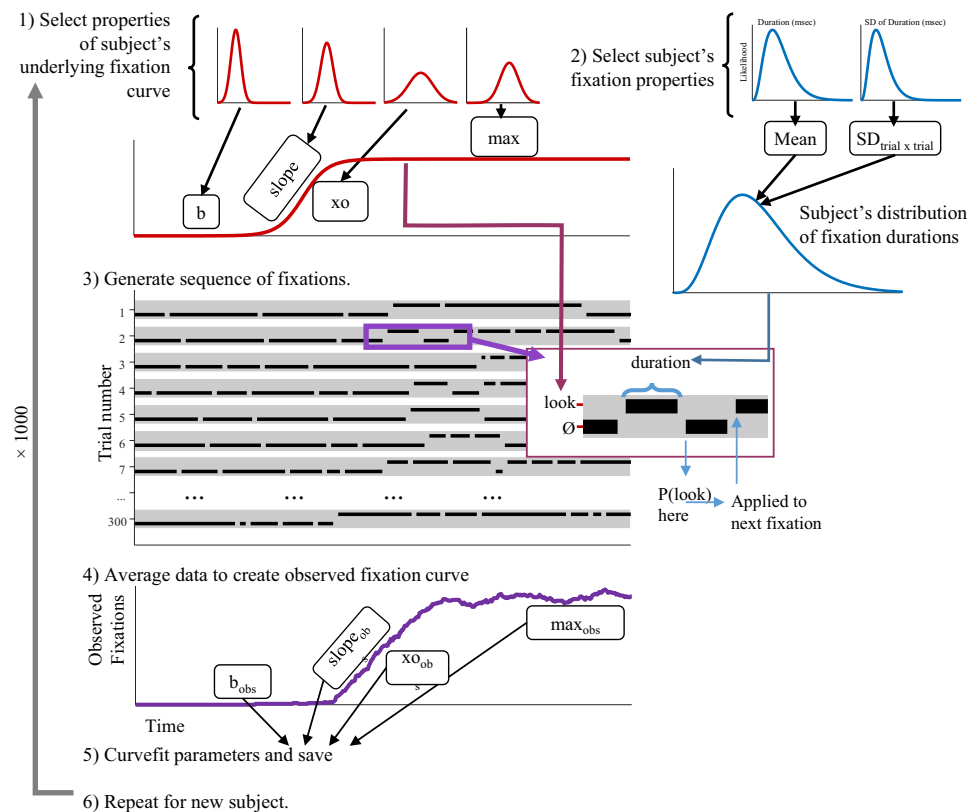 1) Select properties
of subject's
underlying fixation
curve
b
slope
xo
max
2) Select subject's
fixation properties
Likelihood
Duration (msec)
SD of Duration (msec)
Mean
SDtrial x trial
Subject's distribution
of fixation durations
3) Generate sequence of fixations.
Trial number
1
2
3
4
5
6
7
...
300
... ... ... ...
duration
look
Ø
P(look)
here
Applied to
next fixation
× 1000
4) Average data to create observed fixation curve
Observed
Fixations
bobs
slopeob
s
xoob
s
maxobs
Time
5) Curvefit parameters and save
6) Repeat for new subject.